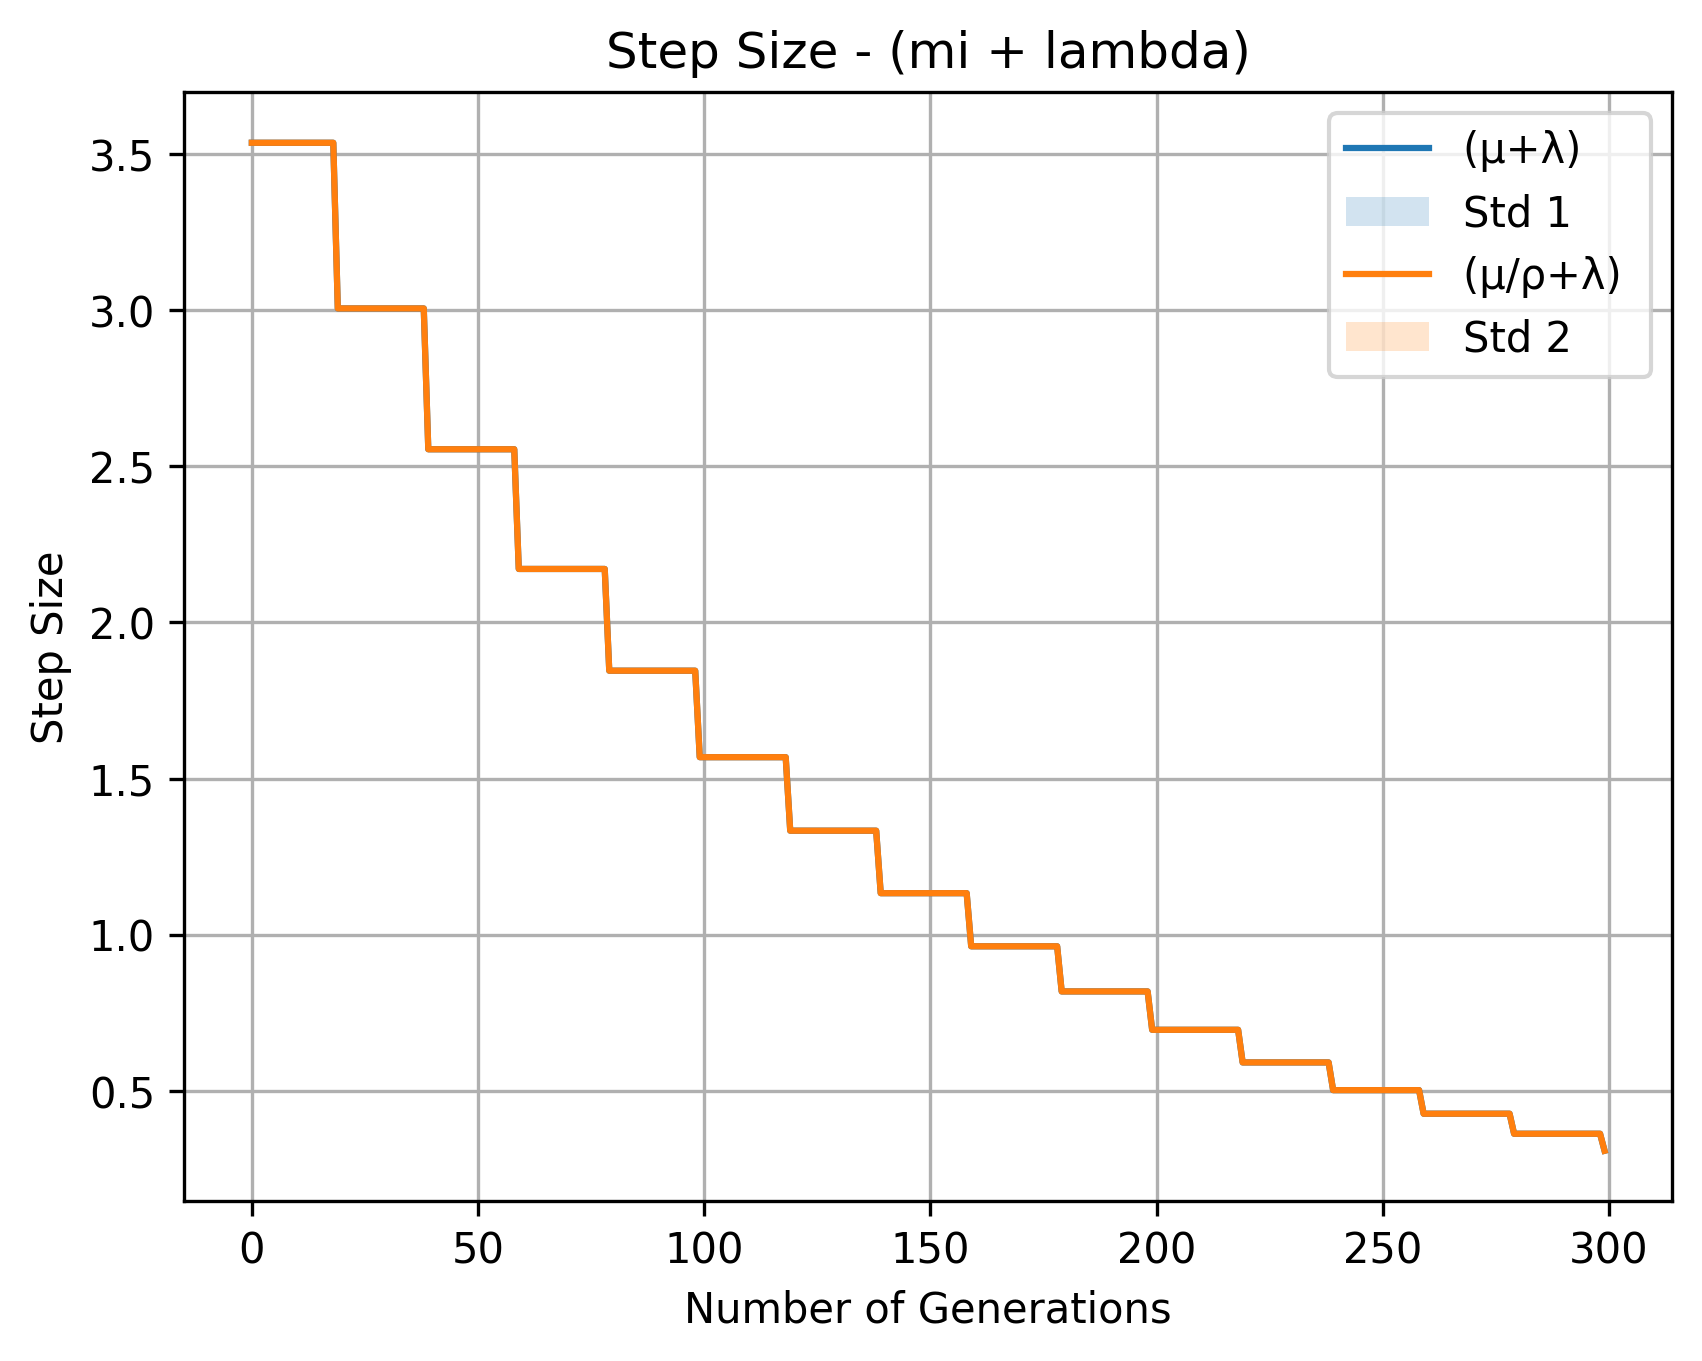 Step Size - (mi + lambda)
(μ+λ)
Std 1
(μ/ρ+λ)
Std 2
3.5
3.0
2.5
2.0
1.5
1.0
0.5
Step Size
0 50 100 150 200 250 300
Number of Generations